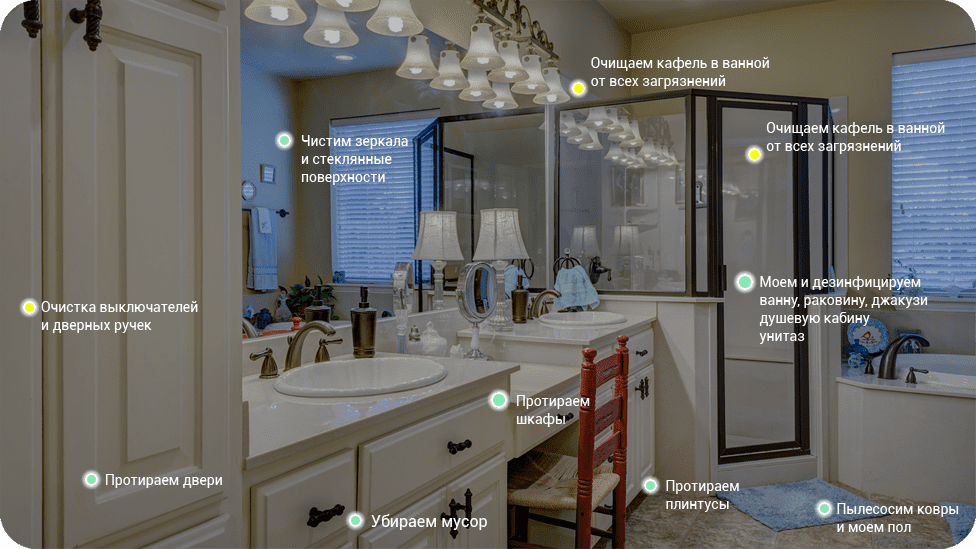 Очищаем кафель в ванной
от всех загрязнений
Очищаем кафель в ванной
от всех загрязнений
Чистим зеркала
и стеклянные
поверхности
Моем и дезинфицируем
ванну, раковину, джакузи
душевую кабину
унитаз
Очистка выключателей
и дверных ручек
Протираем
шкафы
Протираем двери
Протираем
плинтусы
Убираем мусор
Пылесосим ковры
и моем пол